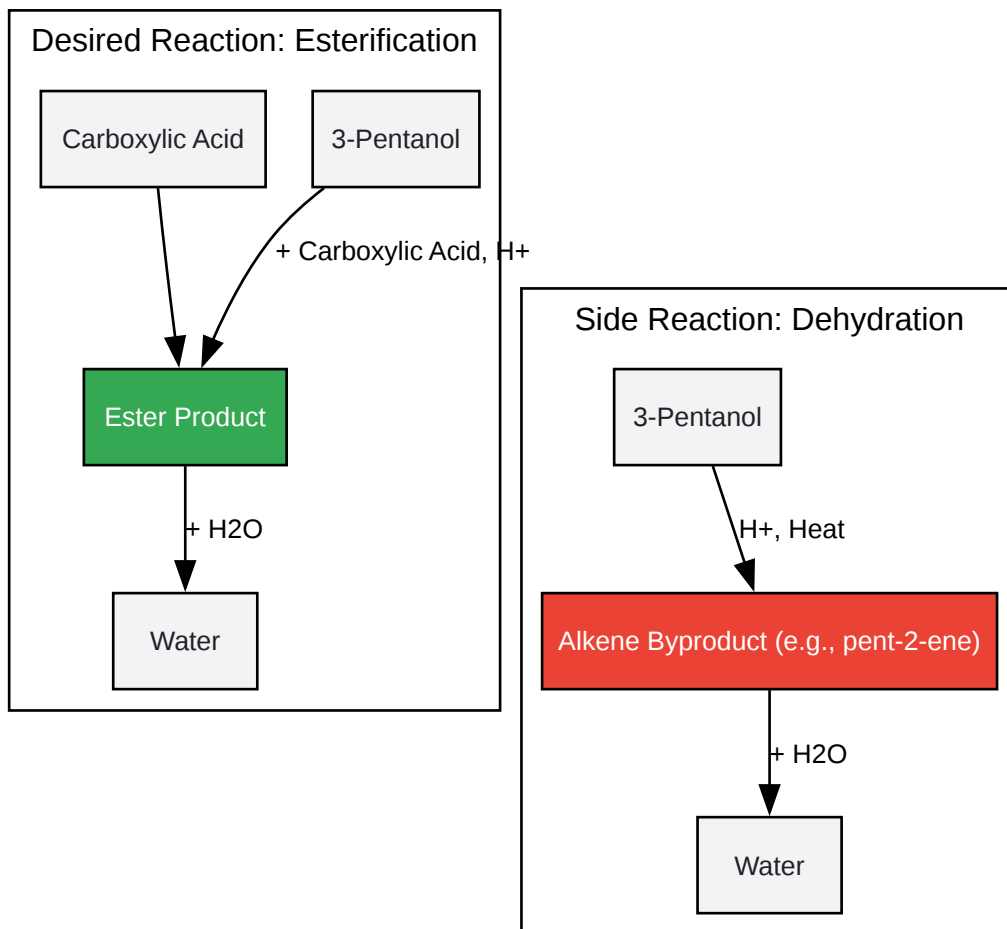 Desired Reaction: Esterification
Carboxylic Acid
3-Pentanol
+ Carboxylic Acid, H+
Ester Product
+ H2O
Water
Side Reaction: Dehydration
3-Pentanol
H+, Heat
Alkene Byproduct (e.g., pent-2-ene)
+ H2O
Water